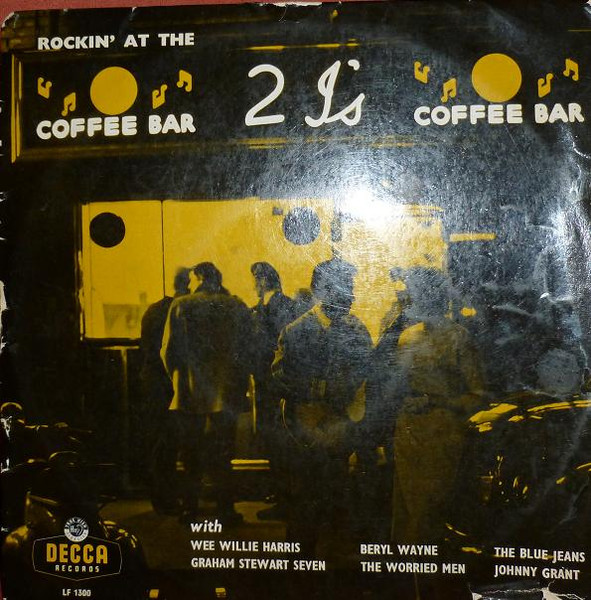 ROCKIN' AT THE
COFFEE BAR
2 I's
COFFEE BAR
with
WEE WILLIE HARRIS
GRAHAM STEWART SEVEN
BERYL WAYNE
THE WORRIED MEN
THE BLUE JEANS
JOHNNY GRANT
DECCA
RECORDS
LF 1300